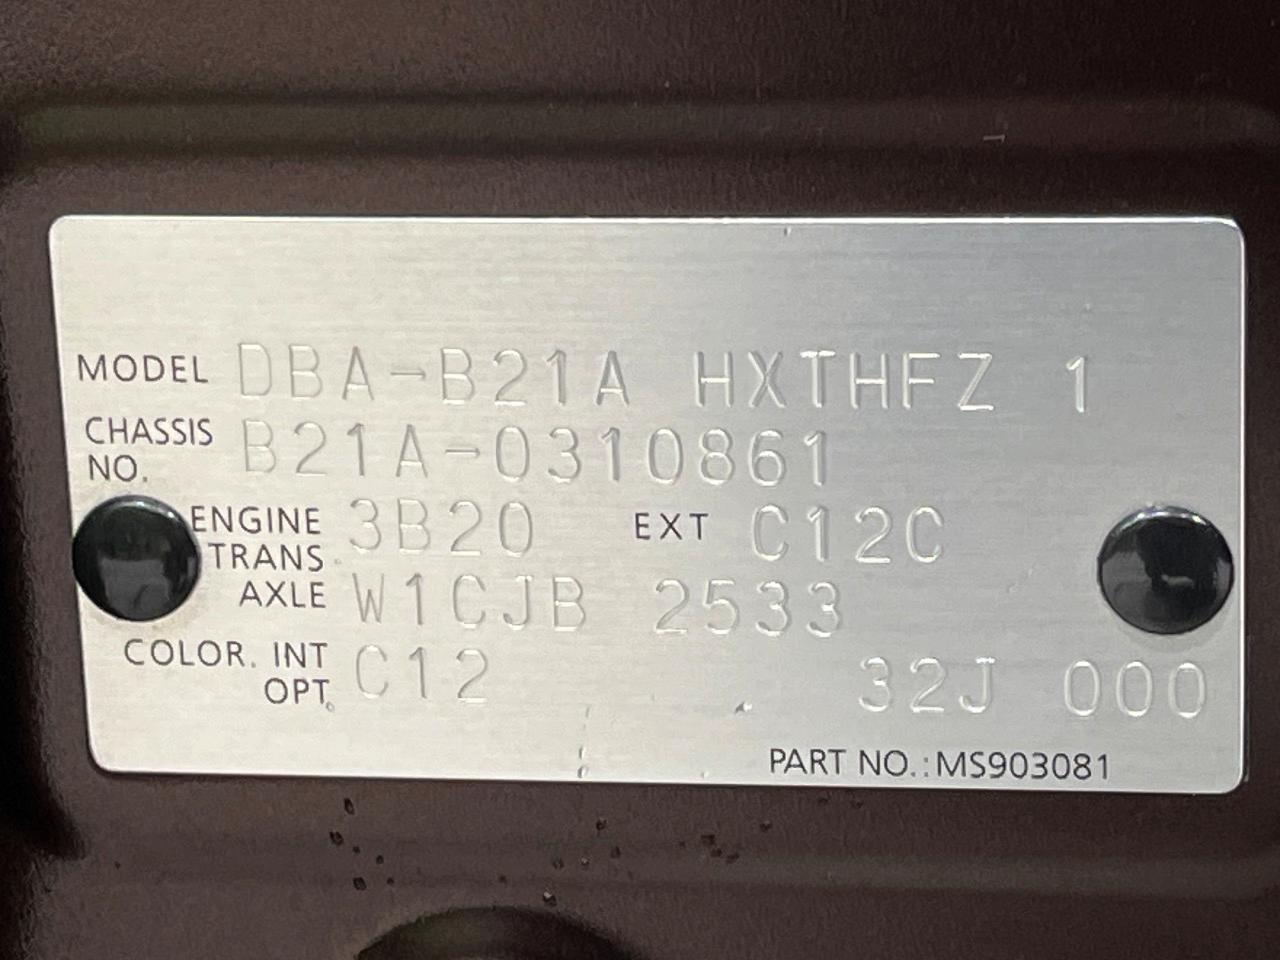 MODEL DBA-B21A HXTHFZ 1
CHASSIS NO. B21A-0310861
ENGINE 3B20 EXT C12C
TRANS. AXLE W1CJB 2533
COLOR. INT OPT. C12 32J 000
PART NO.:MS903081